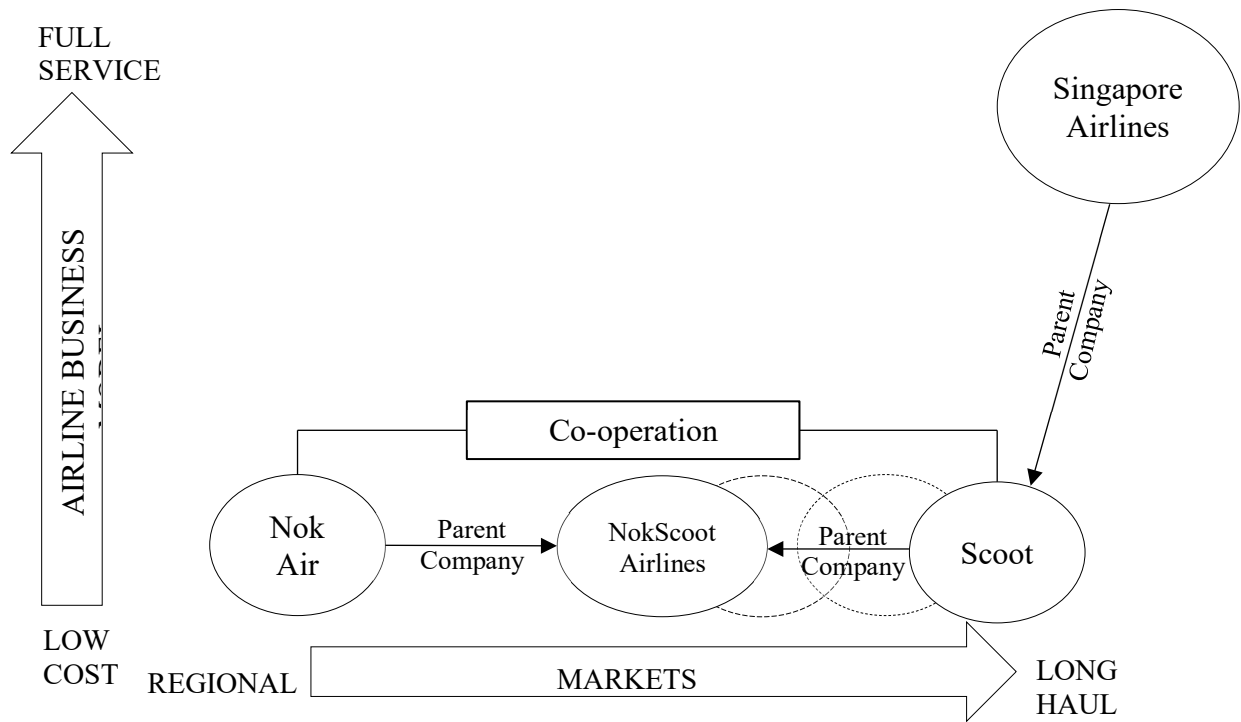 FULL
SERVICE
Singapore
Airlines
Parent
Company
AIRLINE BUSINESS
Co-operation
Nok
Air
Parent
Company
NokScoot
Airlines
Parent
Company
Scoot
LOW
COST
REGIONAL
MARKETS
LONG
HAUL